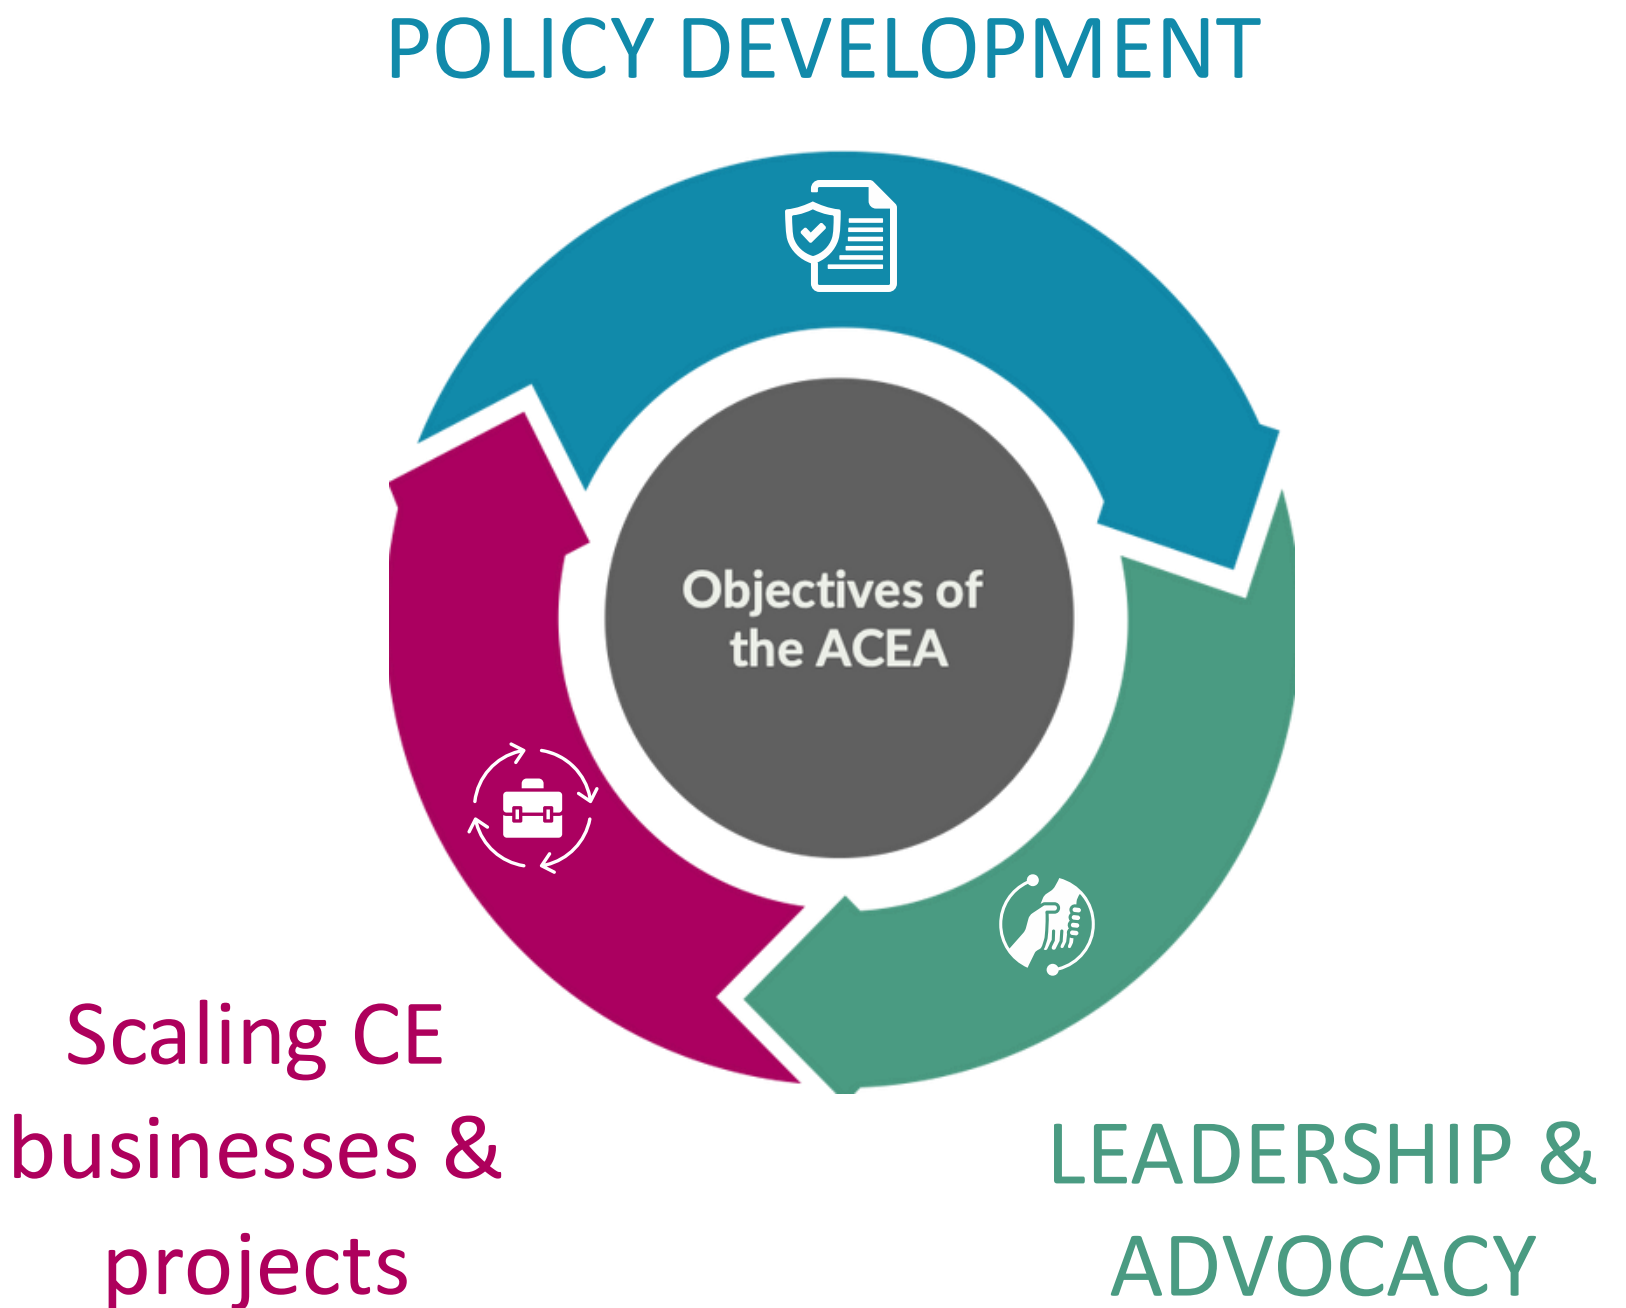 POLICY DEVELOPMENT
Objectives of
the ACEA
Scaling CE
businesses &
projects
LEADERSHIP &
ADVOCACY